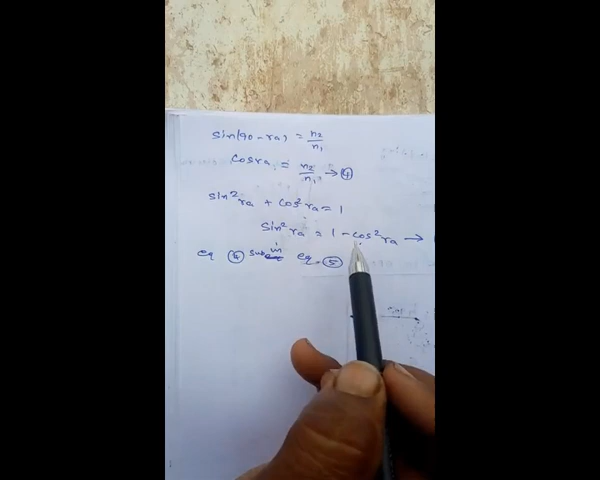 sin(90-ra) = n2/n1
cos ra = n2/n1 → ④
sin²ra + cos²ra = 1
sin²ra = 1 - cos²ra →
eq ④ sub in eq ⑤